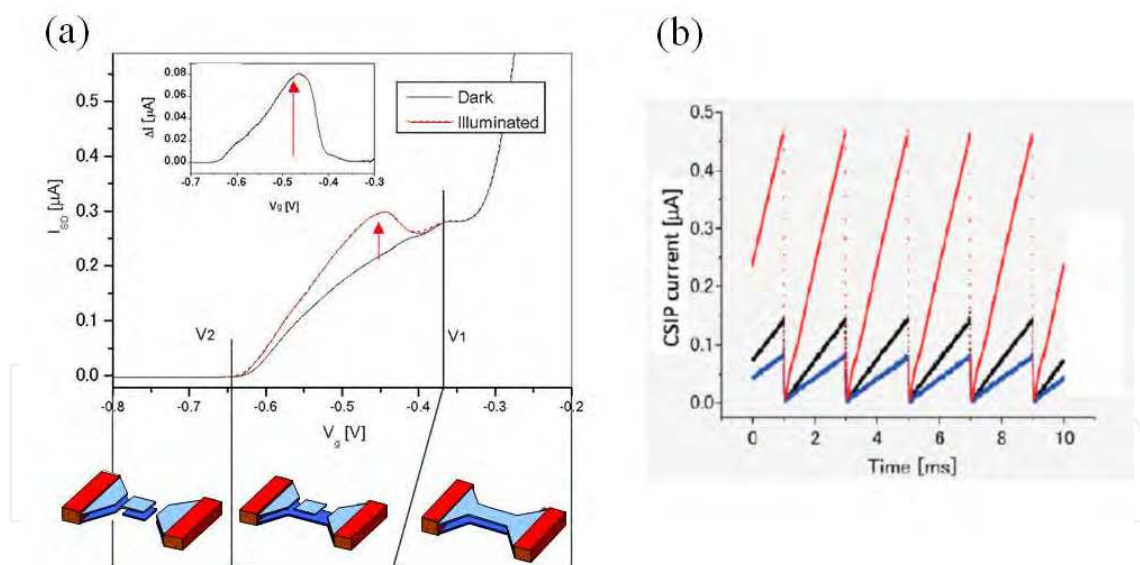 (a)
0.5
0.4
0.3
0.2
0.1
0.0
I_SD [μA]
0.08
0.06
0.04
0.02
0.00
ΔI [μA]
-0.7 -0.6 -0.5 -0.4 -0.3
Vg [V]
Dark
Illuminated
V2
V1
-0.8 -0.7 -0.6 -0.5 -0.4 -0.3 -0.2
V_g [V]
(b)
0.5
0.4
0.3
0.2
0.1
0.0
CSIP current [μA]
0 2 4 6 8 10
Time [ms]